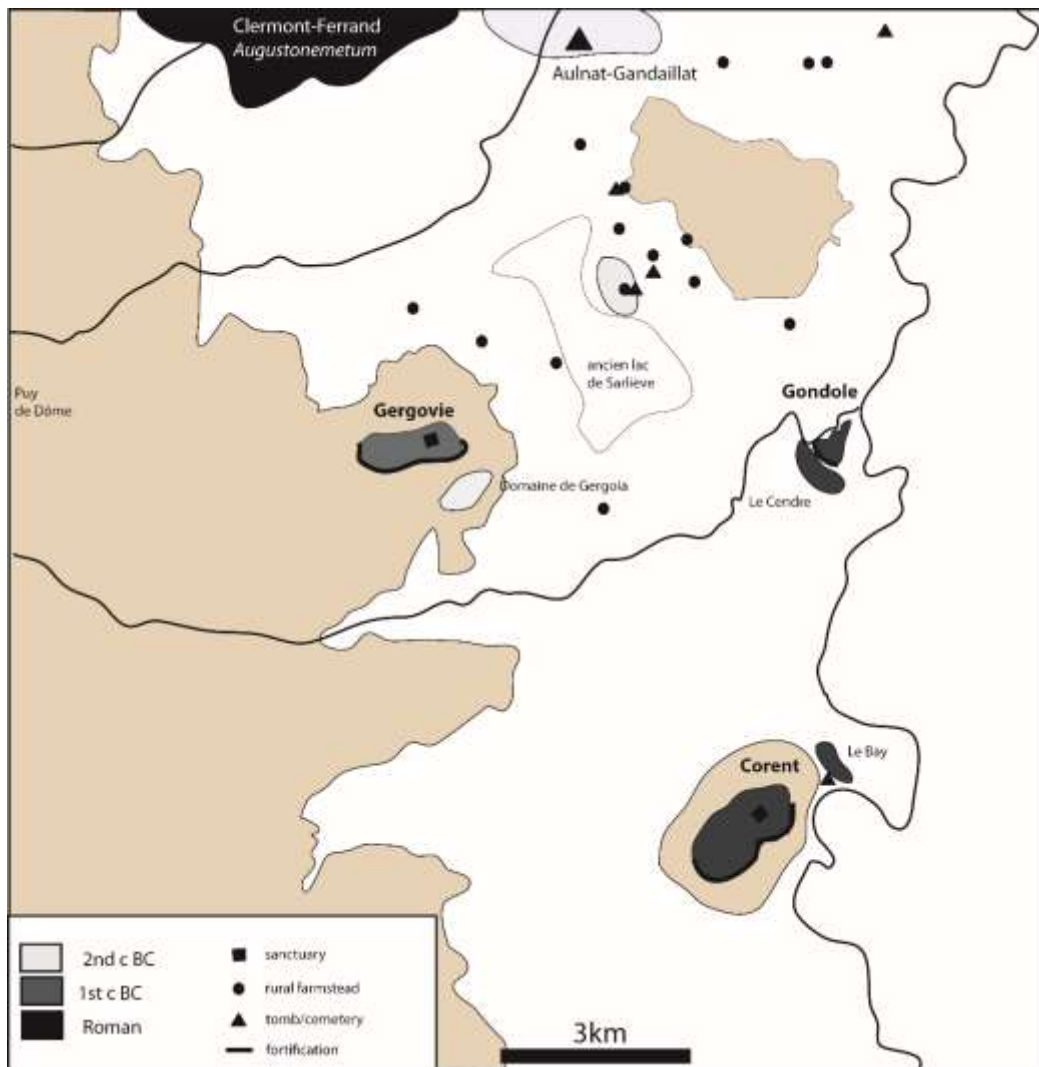 Clermont-Ferrand
Augustonemetum
Aulnat-Gandaillat
ancien lac
de Sarliève
Puy
de Dôme
Gergovie
Gondole
Domaine de Gergoia
Le Cendre
Le Bay
Corent
2nd c BC
1st c BC
Roman
sanctuary
rural farmstead
tomb/cemetery
fortification
3km